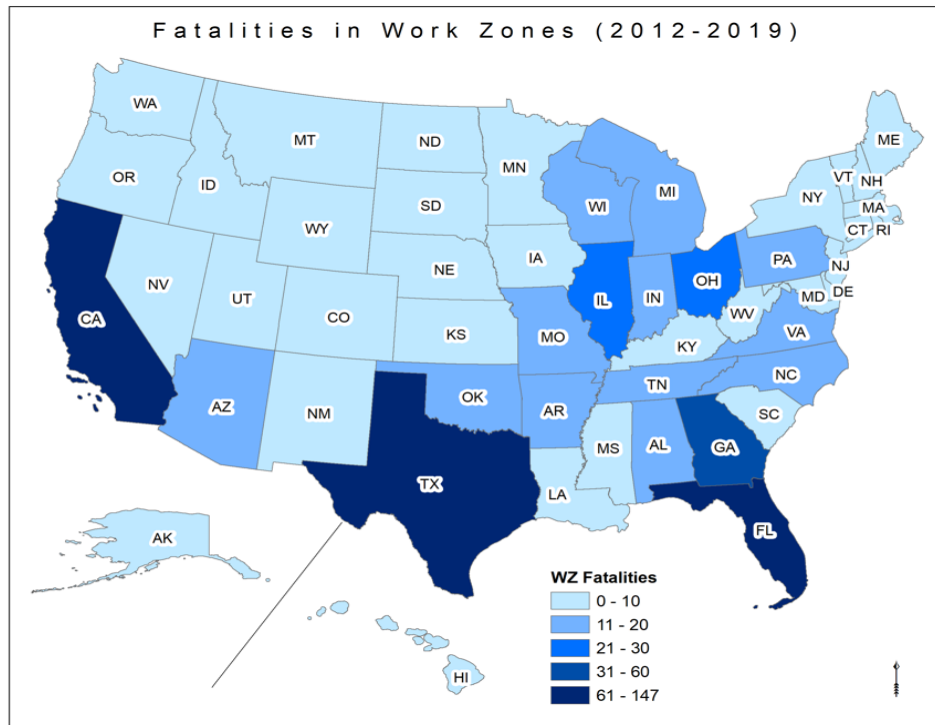 Fatalities in Work Zones (2012-2019)
WA
MT
ND
MN
ME
OR
ID
SD
WI
MI
VT
NH
NY
MA
WY
CT
RI
IA
NE
PA
NV
UT
CO
IL
IN
OH
NJ
MD
DE
WV
CA
KS
MO
KY
VA
AZ
NM
OK
AR
TN
NC
SC
MS
AL
GA
TX
LA
FL
AK
HI
WZ Fatalities
0 - 10
11 - 20
21 - 30
31 - 60
61 - 147